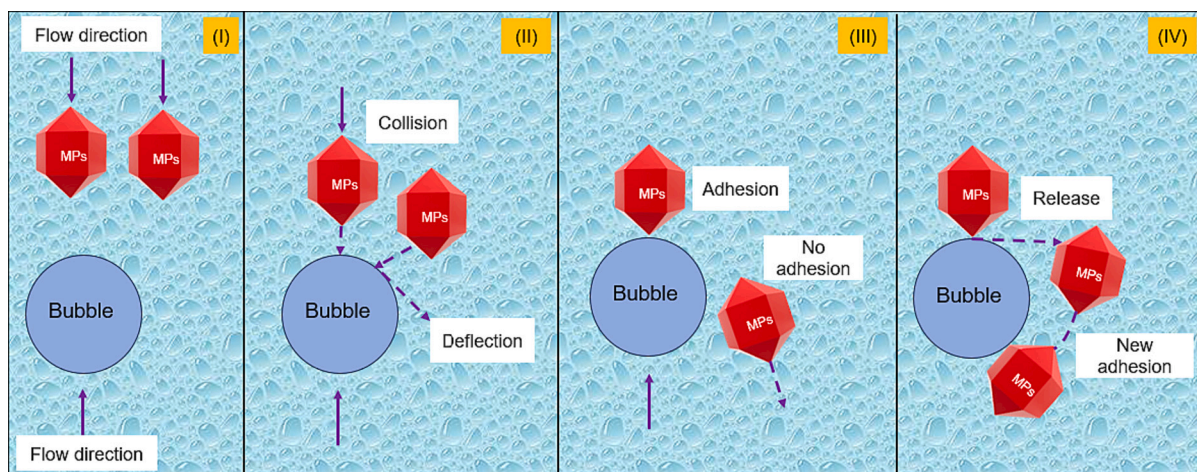 Flow direction
(I)
MPs
MPs
Bubble
Flow direction
(II)
Collision
MPs
MPs
Bubble
Deflection
(III)
MPs
Adhesion
No
adhesion
Bubble
MPs
(IV)
MPs
Release
MPs
Bubble
New
adhesion
MPs